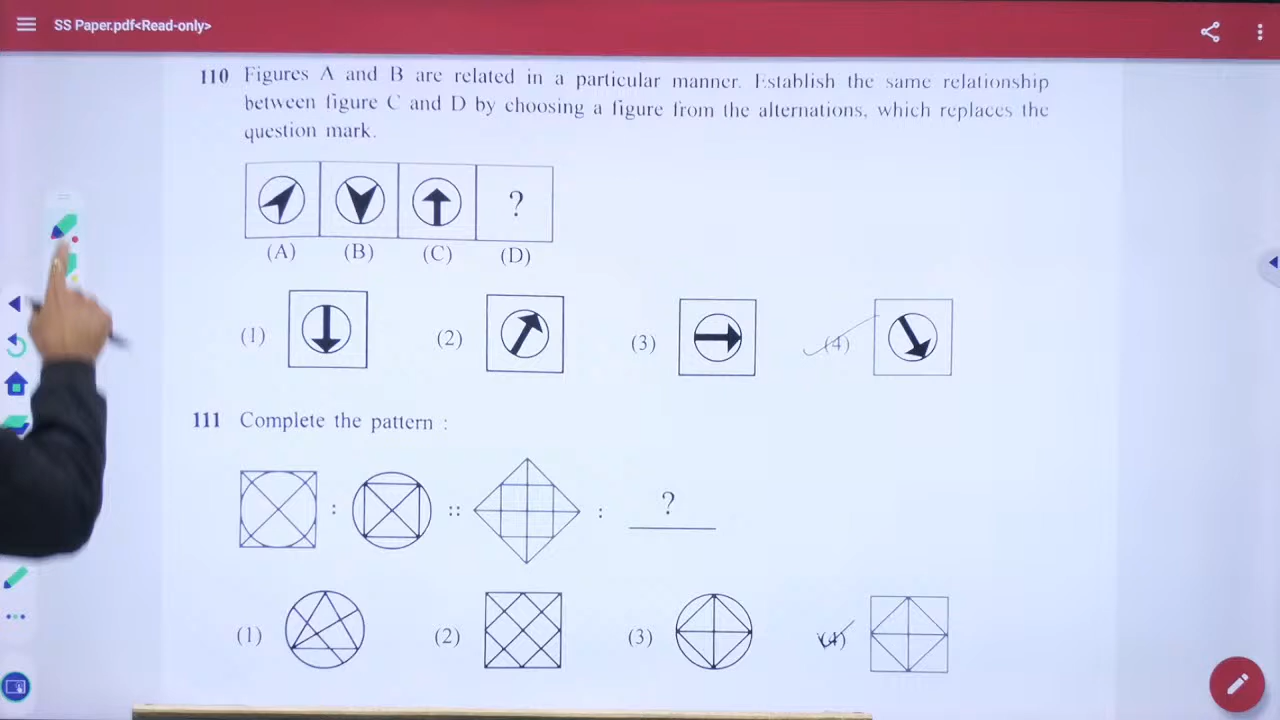 SS Paper.pdf<Read-only>
110 Figures A and B are related in a particular manner. Establish the same relationship
between figure C and D by choosing a figure from the alternations, which replaces the
question mark.
?
(A) (B) (C) (D)
(1) (2) (3) (4)
111 Complete the pattern :
: :: : ?
(1) (2) (3) (4)